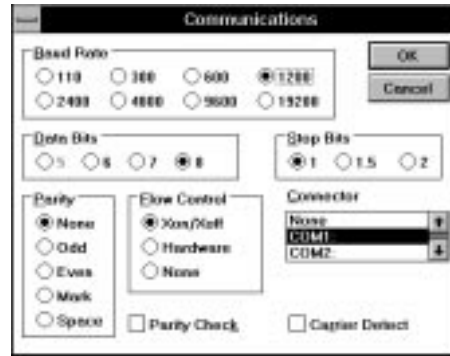 Communications
Baud Rate
OK
110 300 600 1200
Cancel
2400 4800 9600 19200
Data Bits
Stop Bits
5 6 7 8
1 1.5 2
Parity
Flow Control
Connector
None
Xon/Xoff
None
Odd
Hardware
COM1:
Even
None
COM2:
Mark
Space
Parity Check
Carrier Detect